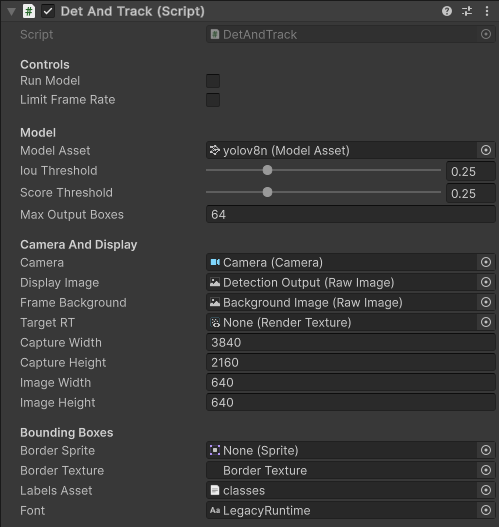 Det And Track (Script)
Script DetAndTrack
Controls
Run Model
Limit Frame Rate
Model
Model Asset yolov8n (Model Asset)
Iou Threshold 0.25
Score Threshold 0.25
Max Output Boxes 64
Camera And Display
Camera Camera (Camera)
Display Image Detection Output (Raw Image)
Frame Background Background Image (Raw Image)
Target RT None (Render Texture)
Capture Width 3840
Capture Height 2160
Image Width 640
Image Height 640
Bounding Boxes
Border Sprite None (Sprite)
Border Texture Border Texture
Labels Asset classes
Font Aa LegacyRuntime